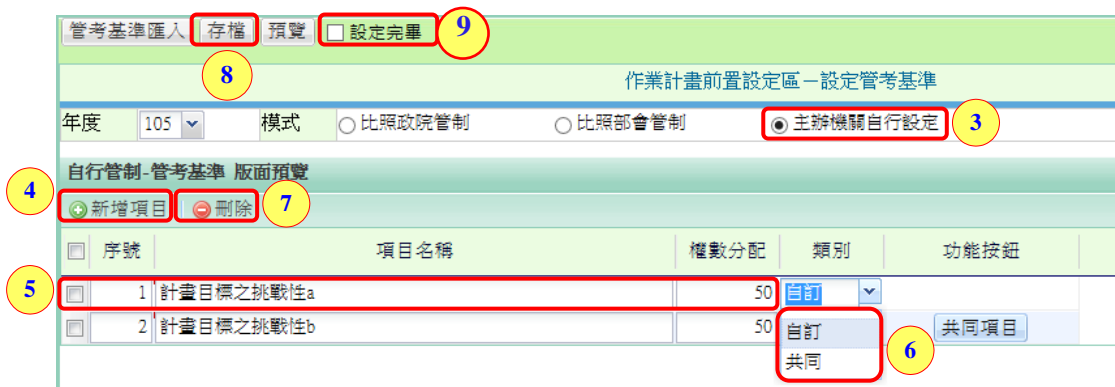 管考基準匯入 存檔 預覽 設定完畢 9
8
作業計畫前置設定區－設定管考基準
年度 105 模式 比照政院管制 比照部會管制 主辦機關自行設定 3
自行管制-管考基準 版面預覽
4 新增項目 刪除 7
序號 項目名稱 權數分配 類別 功能按鈕
5 1 計畫目標之挑戰性a 50 自訂
2 計畫目標之挑戰性b 50 自訂 共同項目
共同 6